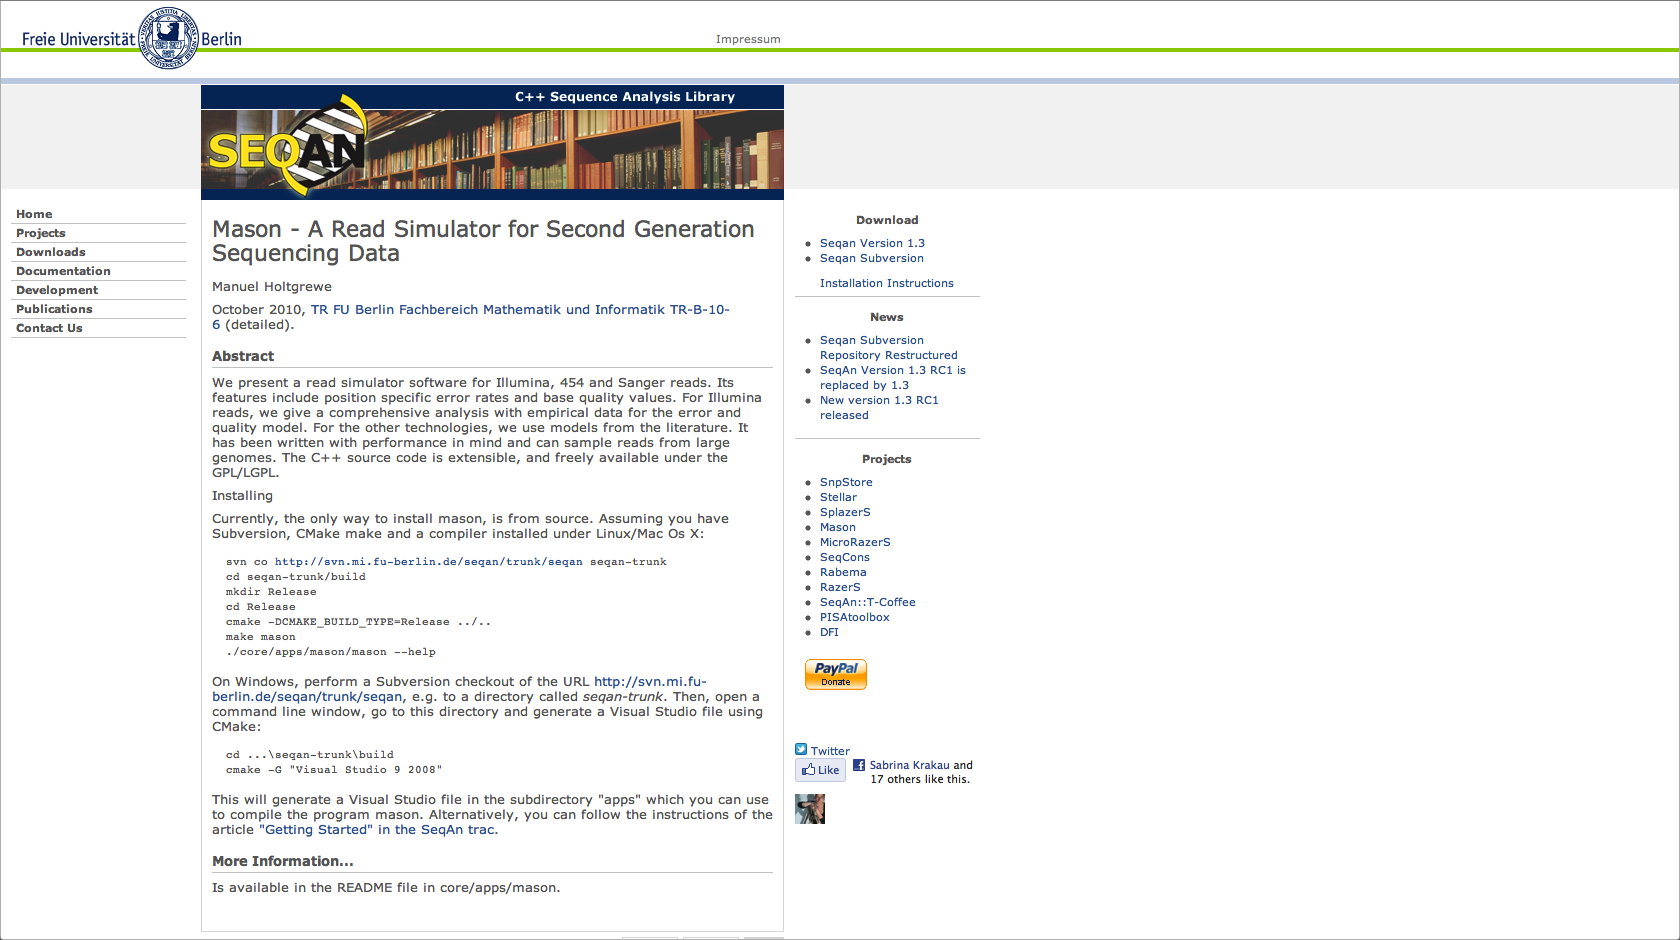 Freie Universität Berlin
Impressum
C++ Sequence Analysis Library
SEQAN
Home
Projects
Downloads
Documentation
Development
Publications
Contact Us
Mason - A Read Simulator for Second Generation
Sequencing Data
Manuel Holtgrewe
October 2010, TR FU Berlin Fachbereich Mathematik und Informatik TR-B-10-
6 (detailed).
Abstract
We present a read simulator software for Illumina, 454 and Sanger reads. Its
features include position specific error rates and base quality values. For Illumina
reads, we give a comprehensive analysis with empirical data for the error and
quality model. For the other technologies, we use models from the literature. It
has been written with performance in mind and can sample reads from large
genomes. The C++ source code is extensible, and freely available under the
GPL/LGPL.
Installing
Currently, the only way to install mason, is from source. Assuming you have
Subversion, CMake make and a compiler installed under Linux/Mac Os X:
svn co http://svn.mi.fu-berlin.de/seqan/trunk/seqan seqan-trunk
cd seqan-trunk/build
mkdir Release
cd Release
cmake -DCMAKE_BUILD_TYPE=Release ../..
make mason
./core/apps/mason/mason --help
On Windows, perform a Subversion checkout of the URL http://svn.mi.fu-
berlin.de/seqan/trunk/seqan, e.g. to a directory called seqan-trunk. Then, open a
command line window, go to this directory and generate a Visual Studio file using
CMake:
cd ...\seqan-trunk\build
cmake -G "Visual Studio 9 2008"
This will generate a Visual Studio file in the subdirectory "apps" which you can use
to compile the program mason. Alternatively, you can follow the instructions of the
article "Getting Started" in the SeqAn trac.
More Information...
Is available in the README file in core/apps/mason.
Download
Seqan Version 1.3
Seqan Subversion
Installation Instructions
News
Seqan Subversion
Repository Restructured
SeqAn Version 1.3 RC1 is
replaced by 1.3
New version 1.3 RC1
released
Projects
SnpStore
Stellar
SplazerS
Mason
MicroRazerS
SeqCons
Rabema
RazerS
SeqAn::T-Coffee
PISAtoolbox
DFI
PayPal
Donate
Twitter
Like
Sabrina Krakau and
17 others like this.